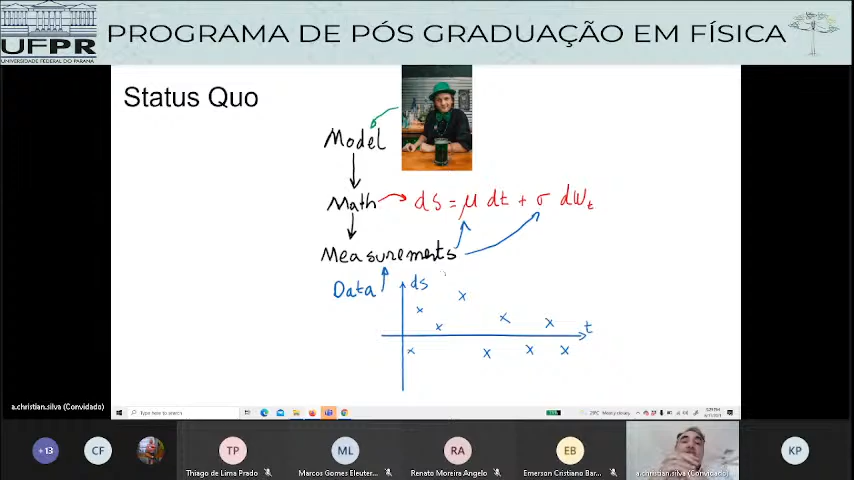 UFPR
UNIVERSIDADE FEDERAL DO PARANÁ
PROGRAMA DE PÓS GRADUAÇÃO EM FÍSICA
Status Quo
Model
Math
dS = μ dt + σ dWt
Measurements
Data
ds
t
a.christian.silva (Convidado)
Type here to search
+13
CF
TP
ML
RA
EB
KP
Thiago de Lima Prado
Marcos Gomes Eleuter...
Renato Moreira Angelo
Emerson Cristiano Bar...
a.christian.silva (Convidado)